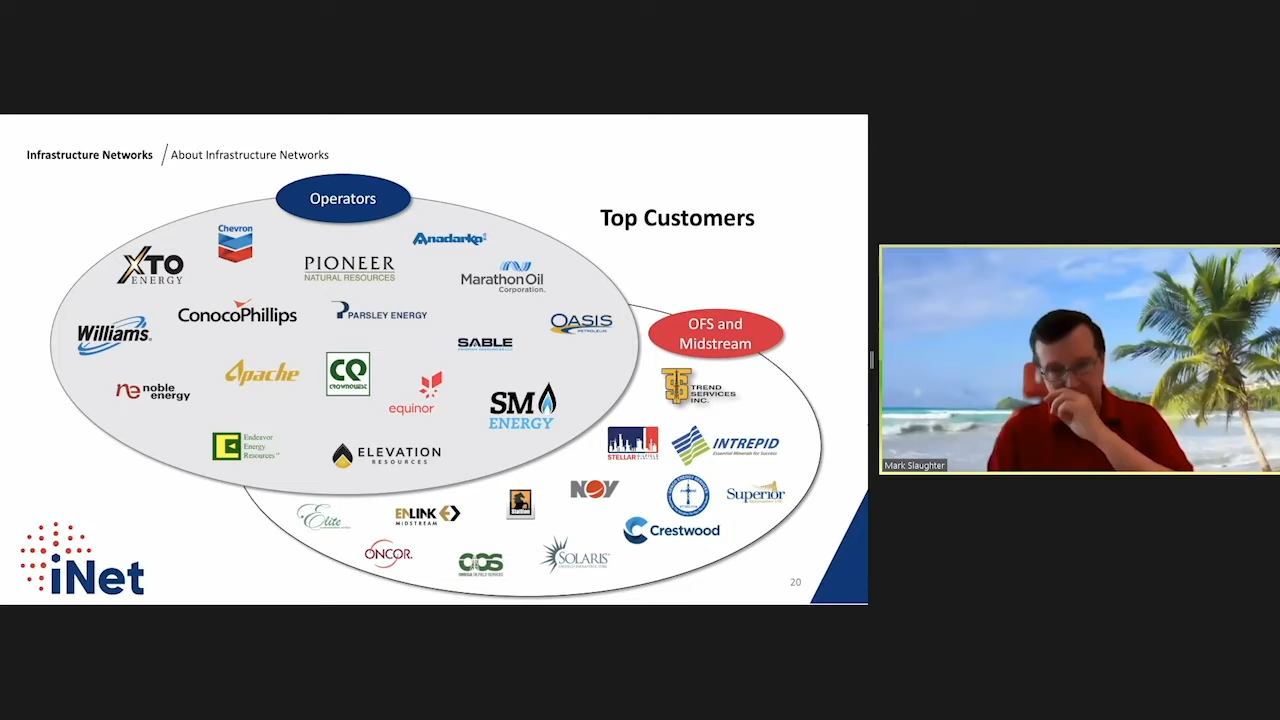 Infrastructure Networks / About Infrastructure Networks
Operators
Top Customers
Chevron
Anadarko
XTO
ENERGY
PIONEER
NATURAL RESOURCES
Marathon Oil
Corporation.
ConocoPhillips
PARSLEY ENERGY
OASIS
PETROLEUM
Williams
SABLE
OFS and
Midstream
Apache
CQ
CROWNQUEST
noble
energy
equinor
SM
ENERGY
TREND
SERVICES
INC.
Endeavor
Energy
Resources
ELEVATION
RESOURCES
STELLAR OILFIELD
INTREPID
Essential Minerals for Success
Elite
ENLINK
MIDSTREAM
NOV
Superior
Crestwood
ONCOR
OOS
SOLARIS
iNet
20
Mark Slaughter